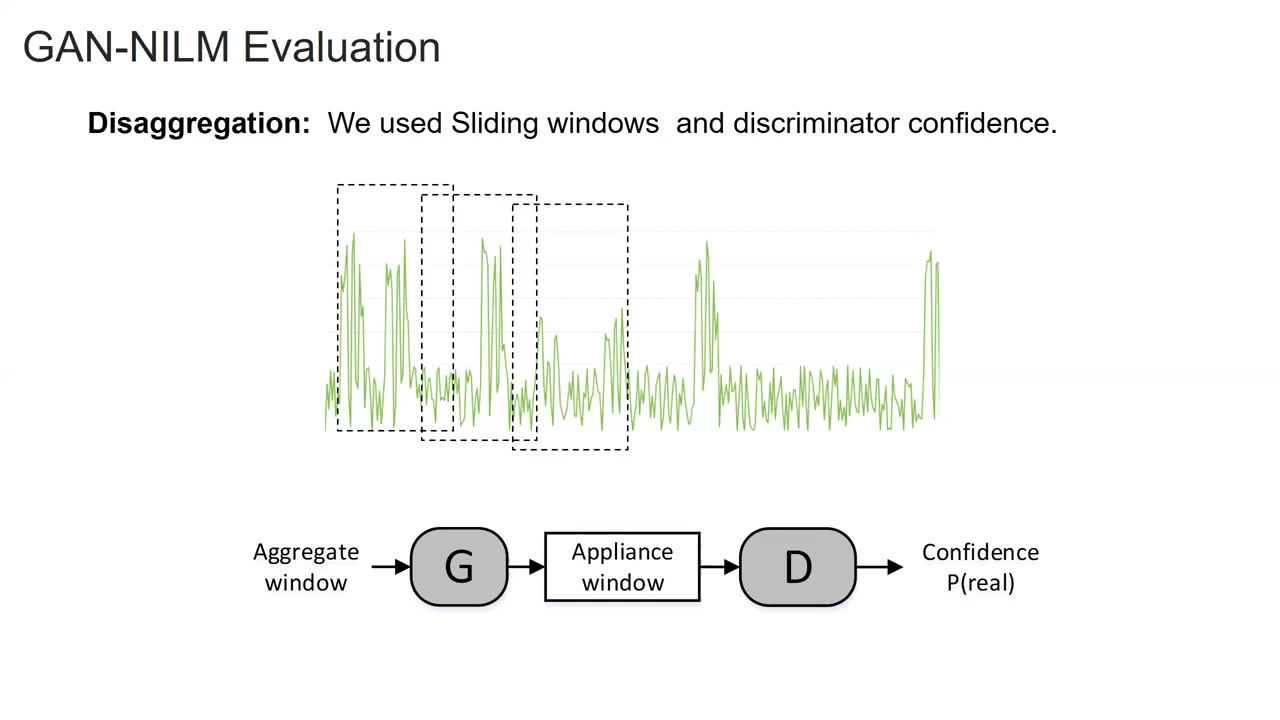 GAN-NILM Evaluation
Disaggregation: We used Sliding windows and discriminator confidence.
Aggregate
window
G
Appliance
window
D
Confidence
P(real)